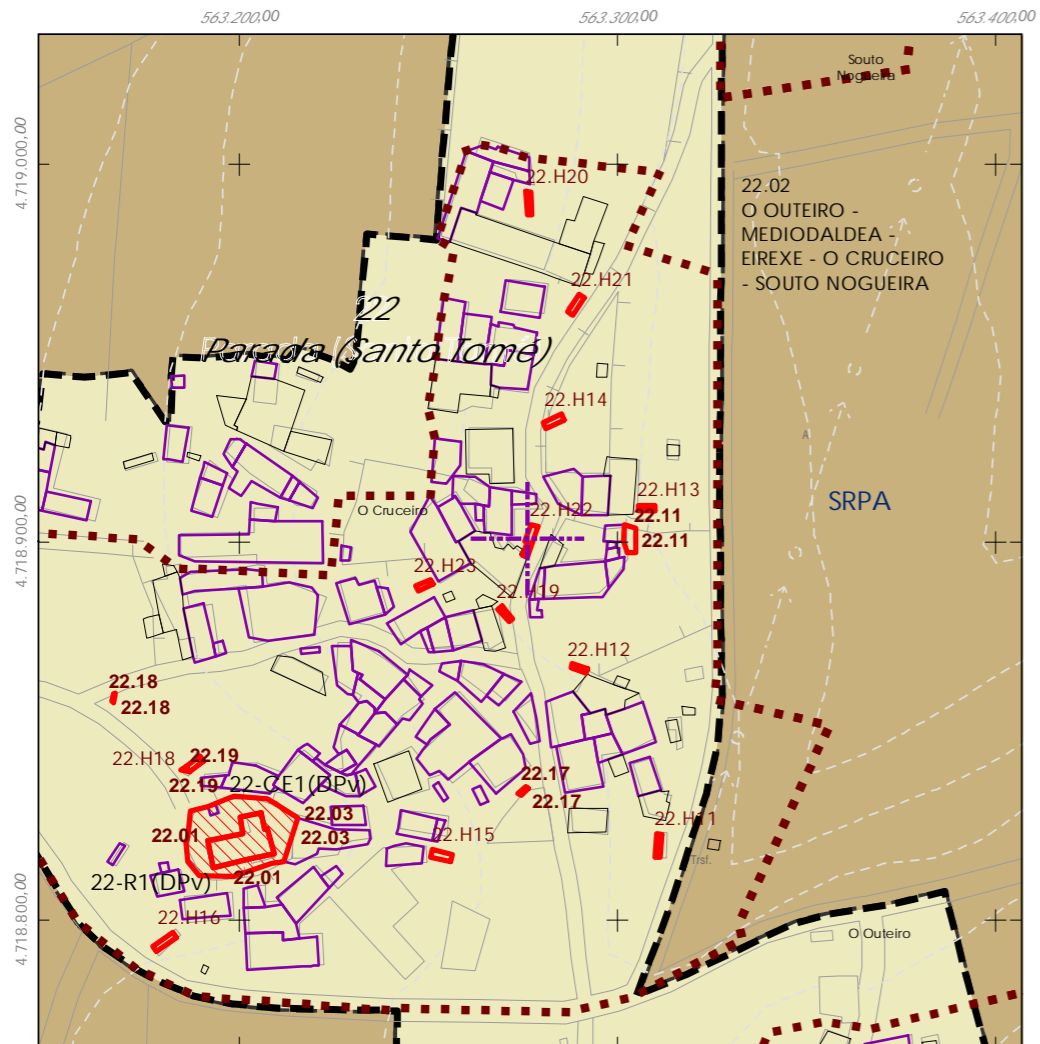 563.200,00
563.300,00
563.400,00
4.719.000,00
4.718.900,00
4.718.800,00
Souto
Nogueira
22.H20
22.02
O OUTEIRO -
MEDIODALDEA -
EIREXE - O CRUCEIRO
- SOUTO NOGUEIRA
22.H21
22
Parada (Santo Tomé)
22.H14
A
SRPA
22.H13
O Cruceiro
22.H22
22.11
22.11
22.H23
22.H19
22.H12
22.18
22.18
22.H18
22.19
22.19
22-CE1(DPv)
22.17
22.17
22.03
22.03
22.01
22.H11
22.H15
Trsf.
22-R1(DPv)
22.01
22.H16
O Outeiro